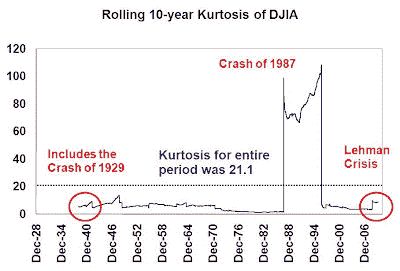 Rolling 10-year Kurtosis of DJIA
120
100
80
60
40
20
0
Crash of 1987
Includes the
Crash of 1929
Kurtosis for entire
period was 21.1
Lehman
Crisis
Dec-28
Dec-34
Dec-40
Dec-46
Dec-52
Dec-58
Dec-64
Dec-70
Dec-76
Dec-82
Dec-88
Dec-94
Dec-00
Dec-06